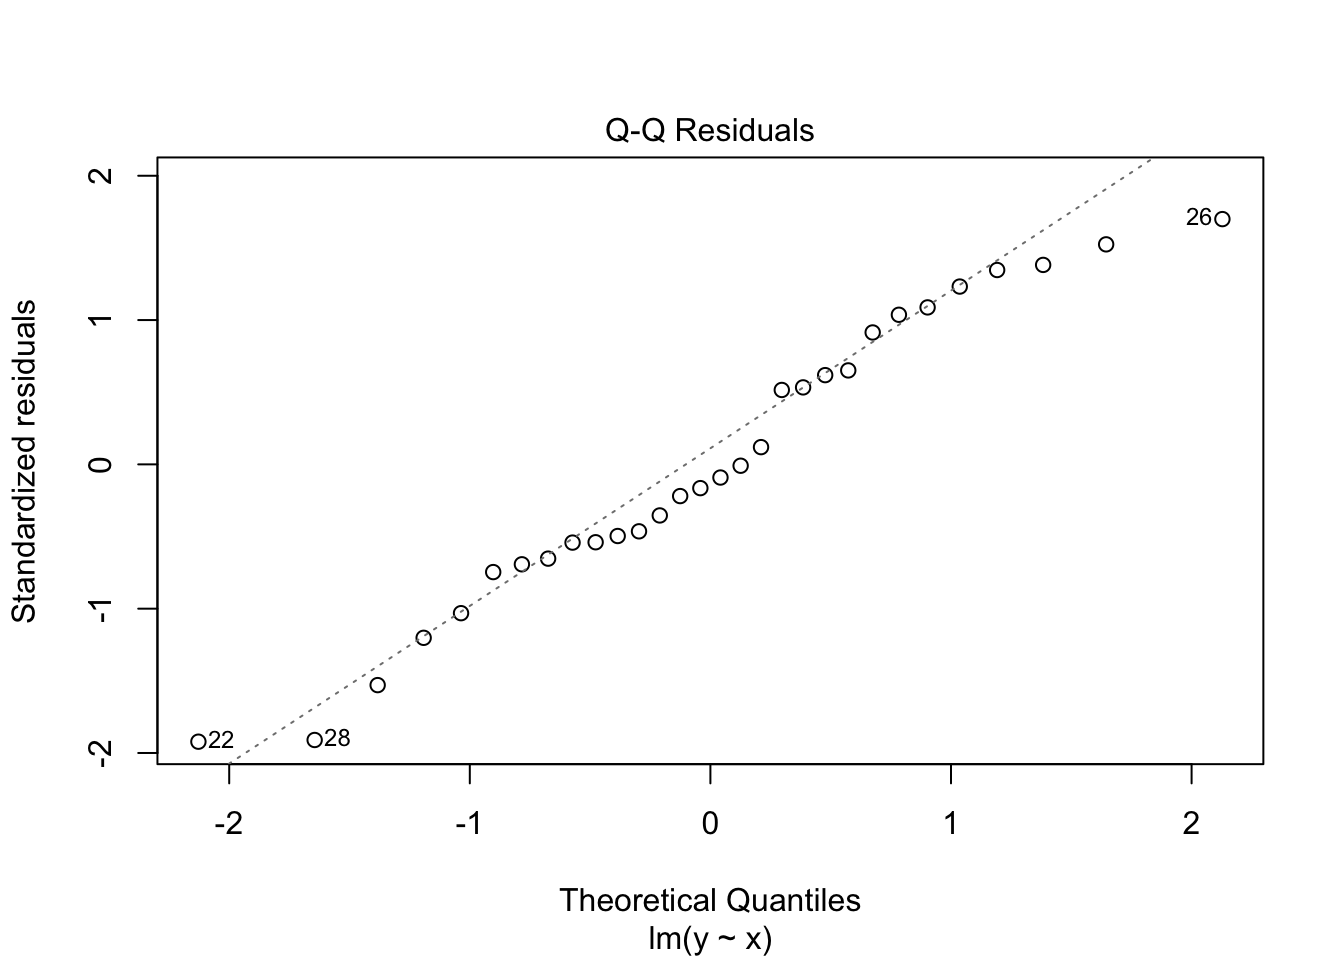 Q-Q Residuals
Standardized residuals
2
1
0
-1
-2
26
22
28
-2 -1 0 1 2
Theoretical Quantiles
lm(y ~ x)